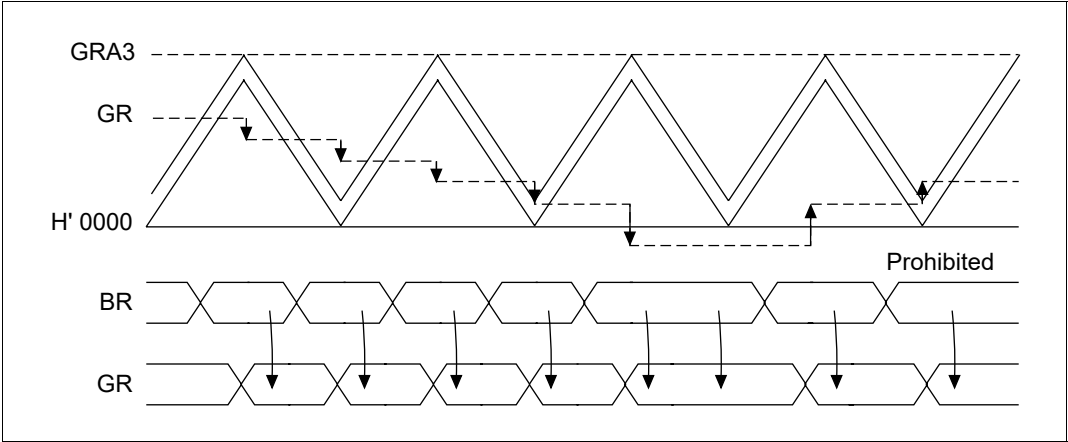 GRA3
GR
H' 0000
Prohibited
BR
GR